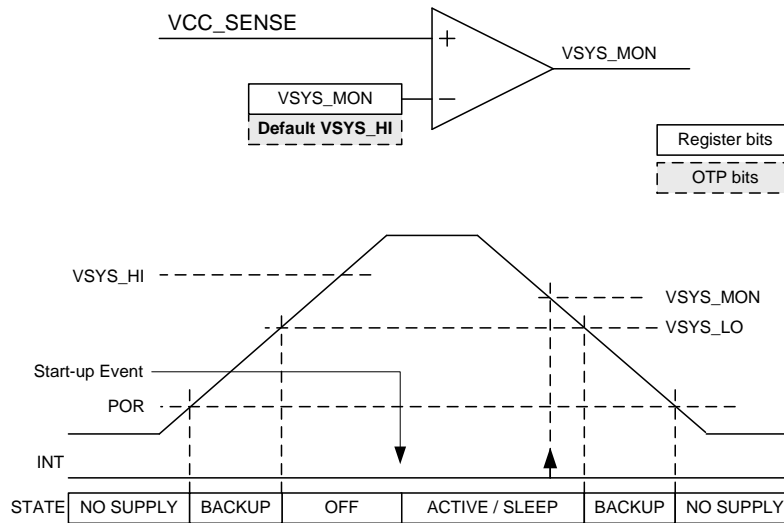 VCC_SENSE
+
VSYS_MON
VSYS_MON
−
Default VSYS_HI
Register bits
OTP bits
VSYS_HI
VSYS_MON
VSYS_LO
Start-up Event
POR
INT
STATE NO SUPPLY BACKUP OFF ACTIVE / SLEEP BACKUP NO SUPPLY